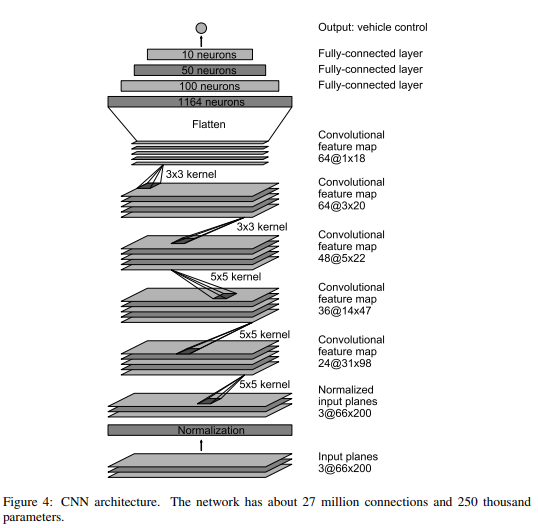 Output: vehicle control
10 neurons
Fully-connected layer
50 neurons
Fully-connected layer
100 neurons
Fully-connected layer
1164 neurons
Flatten
Convolutional
feature map
64@1x18
3x3 kernel
Convolutional
feature map
64@3x20
3x3 kernel
Convolutional
feature map
48@5x22
5x5 kernel
Convolutional
feature map
36@14x47
5x5 kernel
Convolutional
feature map
24@31x98
5x5 kernel
Normalized
input planes
3@66x200
Normalization
Input planes
3@66x200
Figure 4: CNN architecture. The network has about 27 million connections and 250 thousand
parameters.